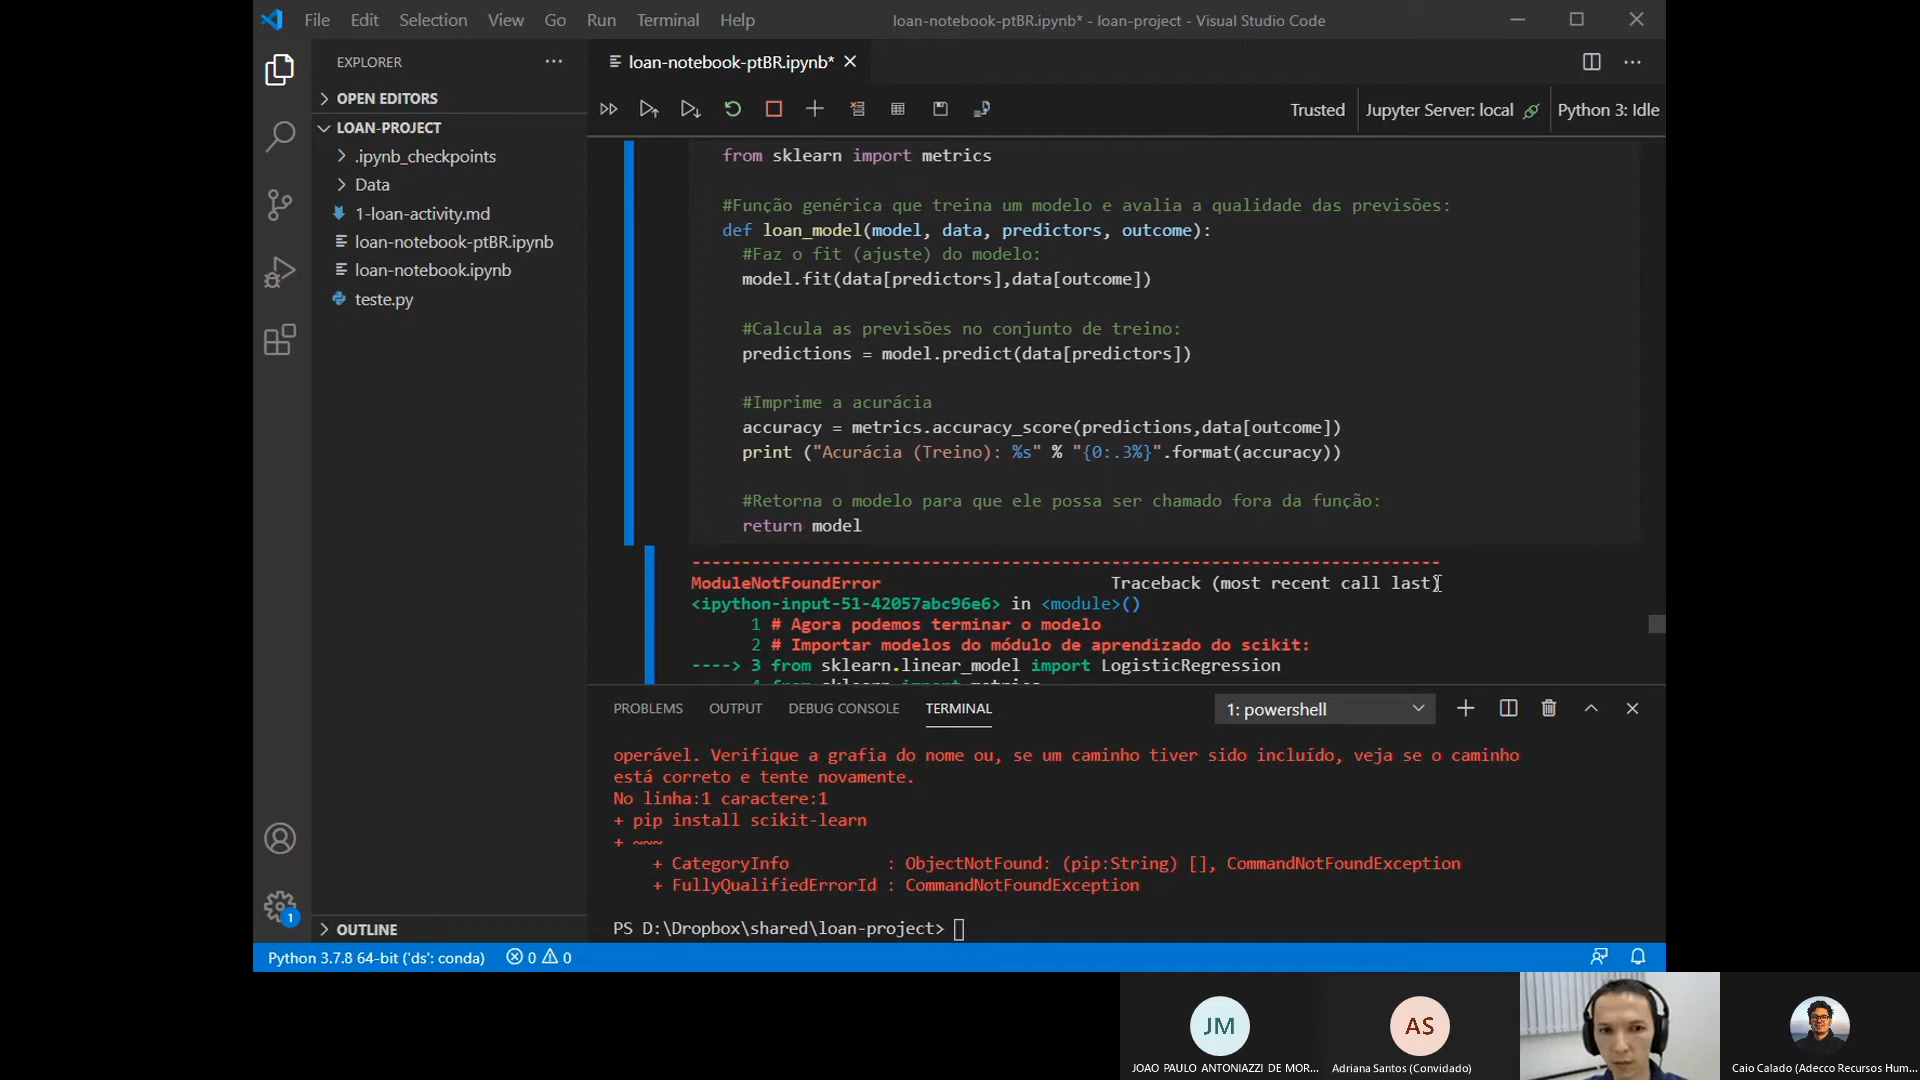 File Edit Selection View Go Run Terminal Help
loan-notebook-ptBR.ipynb* - loan-project - Visual Studio Code
EXPLORER
loan-notebook-ptBR.ipynb*
OPEN EDITORS
LOAN-PROJECT
.ipynb_checkpoints
Data
1-loan-activity.md
loan-notebook-ptBR.ipynb
loan-notebook.ipynb
teste.py
OUTLINE
Trusted
Jupyter Server: local
Python 3: Idle
from sklearn import metrics
#Função genérica que treina um modelo e avalia a qualidade das previsões:
def loan_model(model, data, predictors, outcome):
#Faz o fit (ajuste) do modelo:
model.fit(data[predictors],data[outcome])
#Calcula as previsões no conjunto de treino:
predictions = model.predict(data[predictors])
#Imprime a acurácia
accuracy = metrics.accuracy_score(predictions,data[outcome])
print ("Acurácia (Treino): %s" % "{0:.3%}".format(accuracy))
#Retorna o modelo para que ele possa ser chamado fora da função:
return model
---------------------------------------------------------------------------
ModuleNotFoundError Traceback (most recent call last)
<ipython-input-51-42057abc96e6> in <module>()
1 # Agora podemos terminar o modelo
2 # Importar modelos do módulo de aprendizado do scikit:
----> 3 from sklearn.linear_model import LogisticRegression
4 from sklearn import metrics
PROBLEMS OUTPUT DEBUG CONSOLE TERMINAL
1: powershell
operável. Verifique a grafia do nome ou, se um caminho tiver sido incluído, veja se o caminho
está correto e tente novamente.
No linha:1 caractere:1
+ pip install scikit-learn
+ ~~~
+ CategoryInfo : ObjectNotFound: (pip:String) [], CommandNotFoundException
+ FullyQualifiedErrorId : CommandNotFoundException
PS D:\Dropbox\shared\loan-project>
1
Python 3.7.8 64-bit ('ds': conda)
0 0
JM
AS
JOAO PAULO ANTONIAZZI DE MOR...
Adriana Santos (Convidado)
Caio Calado (Adecco Recursos Hum...